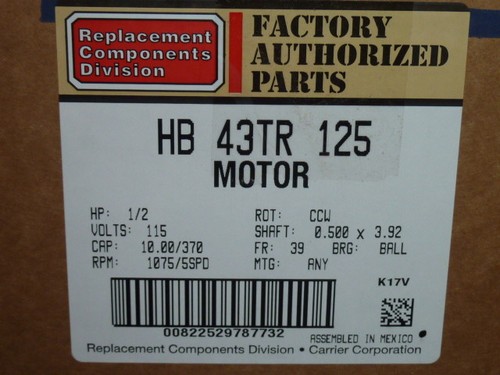 Replacement
Components
Division
FACTORY
AUTHORIZED
PARTS
HB 43TR 125
MOTOR
HP: 1/2 ROT: CCW
VOLTS: 115 SHAFT: 0.500 x 3.92
CAP: 10.00/370 FR: 39 BRG: BALL
RPM: 1075/5SPD MTG: ANY
K17V
00822529787732
ASSEMBLED IN MEXICO
Replacement Components Division • Carrier Corporation